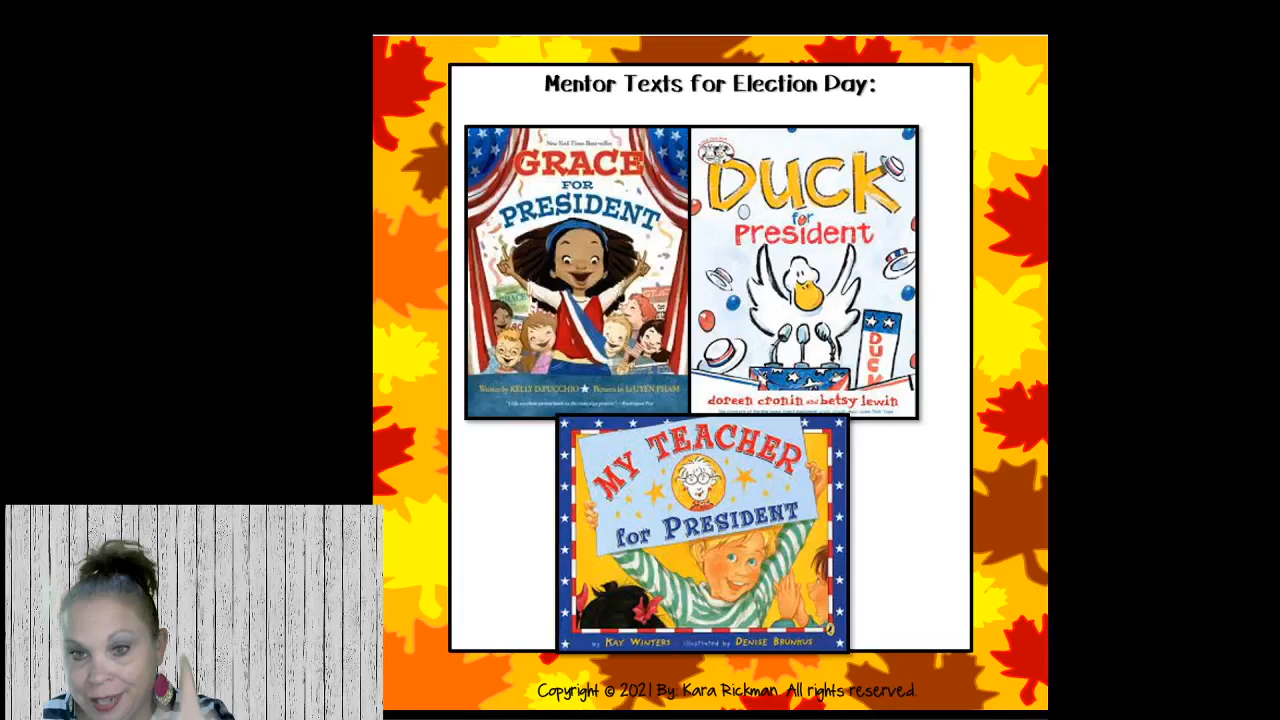 Mentor Texts for Election Day:
New York Times Bestseller
GRACE
FOR
PRESIDENT
GRACE
Written by KELLY DIPUCCHIO ★ Pictures by LEUYEN PHAM
DUCK
for
President
DUCK
doreen cronin and betsy lewin
MY TEACHER
for PRESIDENT
by KAY WINTERS illustrated by DENISE BRUNKUS
Copyright © 2021 By: Kara Rickman All rights reserved.